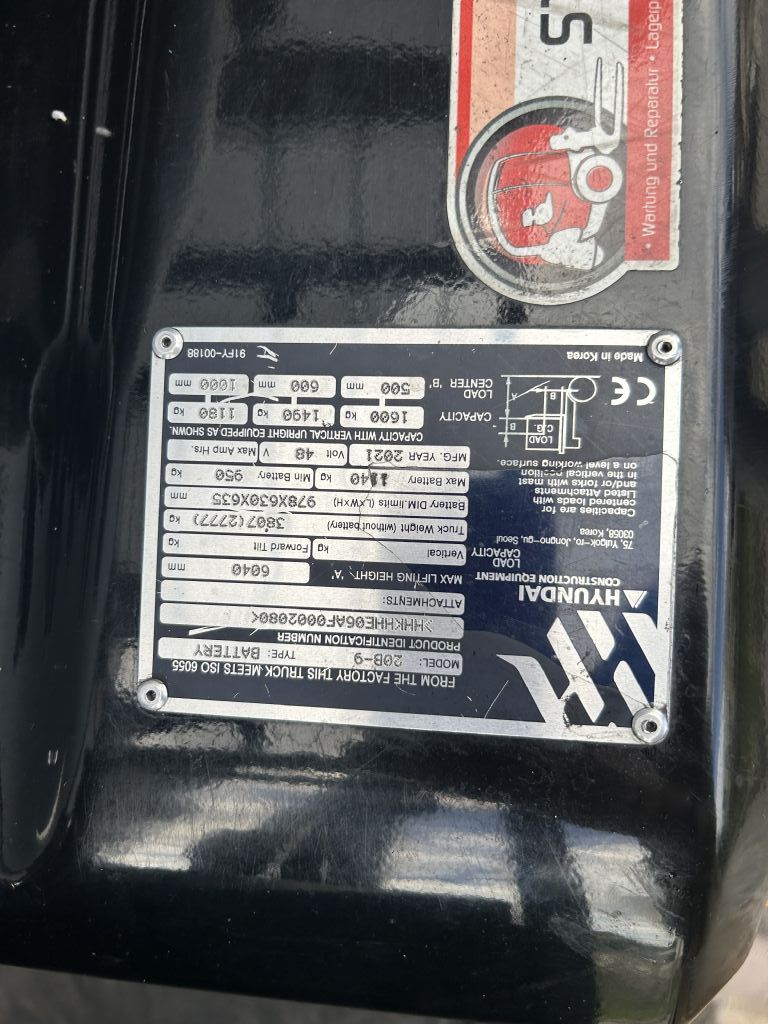 LS
• Wartung und Reparatur • Lagerp
FROM THE FACTORY THIS TRUCK MEETS ISO 6055
MODEL: 20B-9 TYPE: BATTERY
PRODUCT IDENTIFICATION NUMBER
>HHKHHE06AF0002080<
ATTACHMENTS:
MAX LIFTING HEIGHT, "A" 6040 mm
LOAD CAPACITY
Vertical kg Forward Tilt kg
Truck Weight (without battery) 3807(2777) kg
Battery DIM.limits (LxWxH) 978X630X635 mm
Max Battery 1140 kg Min Battery 950 kg
MFG. YEAR 2021 Volt 48 V Max Amp Hrs.
CAPACITY WITH VERTICAL UPRIGHT EQUIPPED AS SHOWN.
CAPACITY 1600 kg 1490 kg 1180 kg
LOAD CENTER "B" 500 mm 600 mm 1000 mm
91FY-00188
HYUNDAI
CONSTRUCTION EQUIPMENT
75, Yulgok-ro, Jongno-gu, Seoul
03058, Korea
Capacities are for
centered loads with
Listed Attachments
and/or forks with mast
in the vertical position
on a level working surface.
LOAD
C.G.
B
B
A
CE
Made in Korea